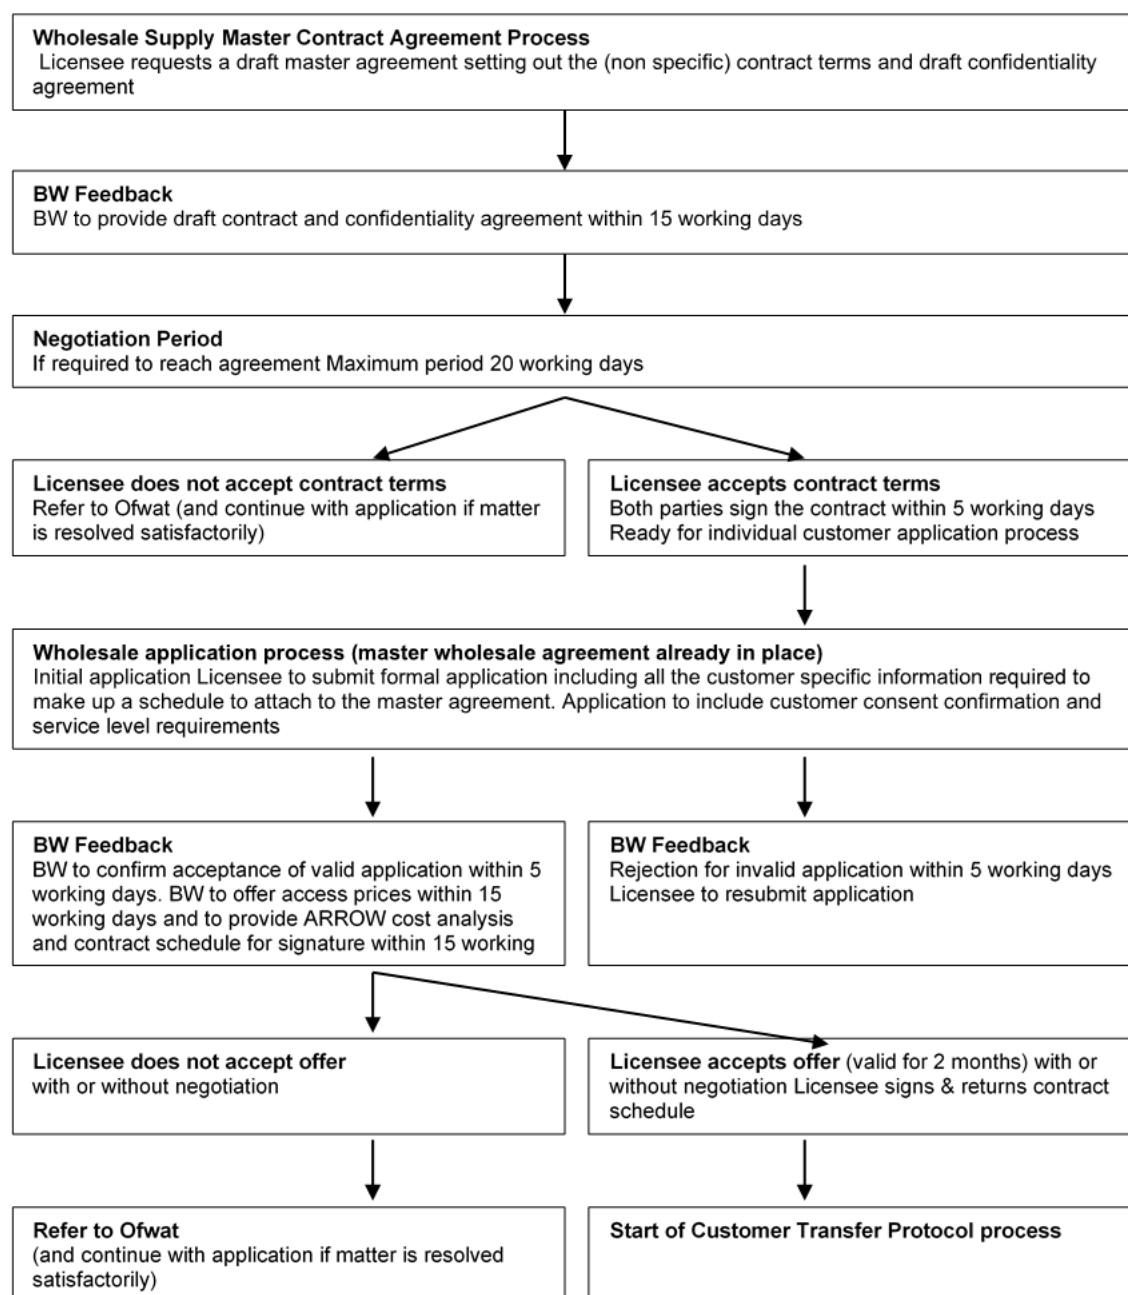 Wholesale Supply Master Contract Agreement Process
Licensee requests a draft master agreement setting out the (non specific) contract terms and draft confidentiality
agreement
BW Feedback
BW to provide draft contract and confidentiality agreement within 15 working days
Negotiation Period
If required to reach agreement Maximum period 20 working days
Licensee does not accept contract terms
Refer to Ofwat (and continue with application if matter
is resolved satisfactorily)
Licensee accepts contract terms
Both parties sign the contract within 5 working days
Ready for individual customer application process
Wholesale application process (master wholesale agreement already in place)
Initial application Licensee to submit formal application including all the customer specific information required to
make up a schedule to attach to the master agreement. Application to include customer consent confirmation and
service level requirements
BW Feedback
BW to confirm acceptance of valid application within 5
working days. BW to offer access prices within 15
working days and to provide ARROW cost analysis
and contract schedule for signature within 15 working
BW Feedback
Rejection for invalid application within 5 working days
Licensee to resubmit application
Licensee does not accept offer
with or without negotiation
Licensee accepts offer (valid for 2 months) with or
without negotiation Licensee signs & returns contract
schedule
Refer to Ofwat
(and continue with application if matter is resolved
satisfactorily)
Start of Customer Transfer Protocol process